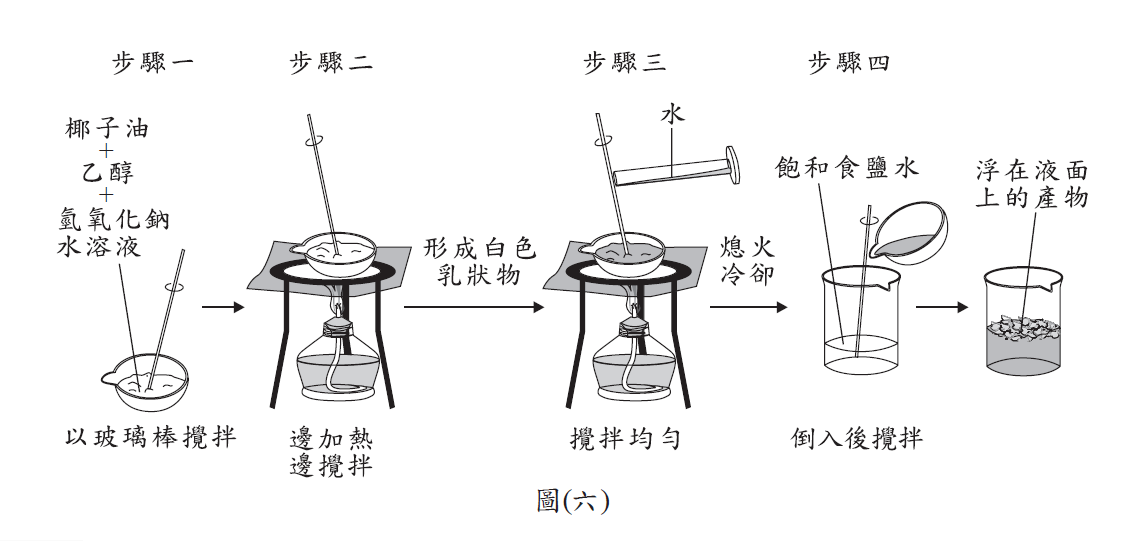 步驟一
步驟二
步驟三
步驟四
椰子油
+
乙醇
+
氫氧化鈉
水溶液
以玻璃棒攪拌
邊加熱
邊攪拌
形成白色
乳狀物
水
攪拌均勻
熄火
冷卻
飽和食鹽水
倒入後攪拌
浮在液面
上的產物
圖(六)